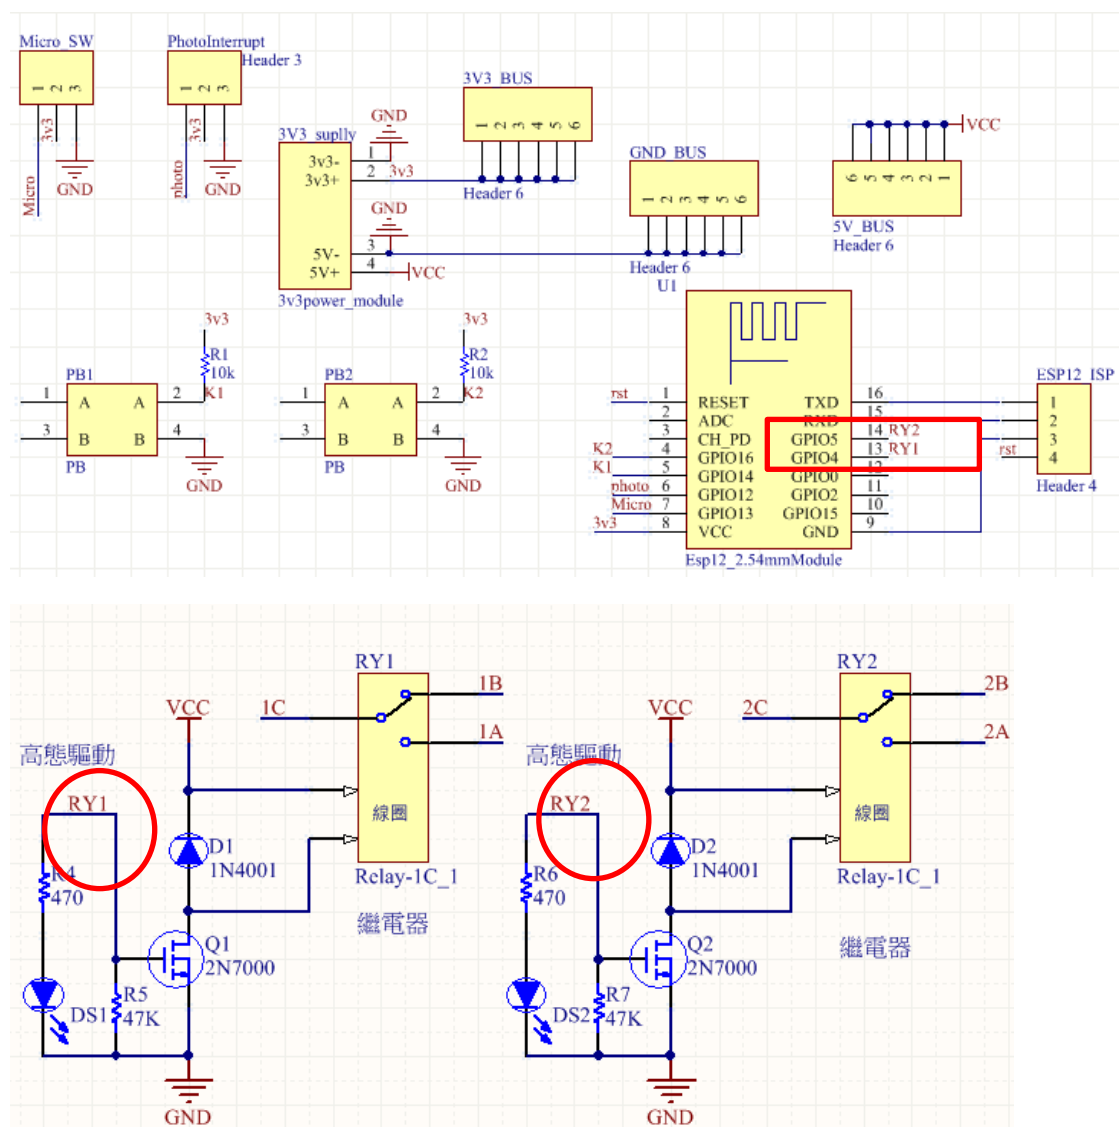 Micro_SW
1 2 3
3v3
Micro
GND
PhotoInterrupt
Header 3
1 2 3
3v3
photo
GND
3V3_suplly
3v3- 1
3v3+ 2
5V- 3
5V+ 4
3v3power_module
GND
3v3
GND
VCC
3V3_BUS
1 2 3 4 5 6
Header 6
GND_BUS
1 2 3 4 5 6
Header 6
VCC
6 5 4 3 2 1
5V_BUS
Header 6
3v3
R1
10k
K1
PB1
1 A A 2
3 B B 4
PB
GND
3v3
R2
10k
K2
PB2
1 A A 2
3 B B 4
PB
GND
U1
rst 1 RESET TXD 16
2 ADC RXD 15
3 CH_PD GPIO5 14 RY2
K2 4 GPIO16 GPIO4 13 RY1
K1 5 GPIO14 GPIO0 12
photo 6 GPIO12 GPIO2 11
Micro 7 GPIO13 GPIO15 10
3v3 8 VCC GND 9
Esp12_2.54mmModule
ESP12_ISP
1
2
3
rst 4
Header 4
RY1
1B
VCC
1C
1A
高態驅動
RY1
線圈
D1
1N4001
R4
470
Relay-1C_1
繼電器
Q1
2N7000
R5
47K
DS1
GND
RY2
2B
VCC
2C
2A
高態驅動
RY2
線圈
D2
1N4001
R6
470
Relay-1C_1
繼電器
Q2
2N7000
R7
47K
DS2
GND